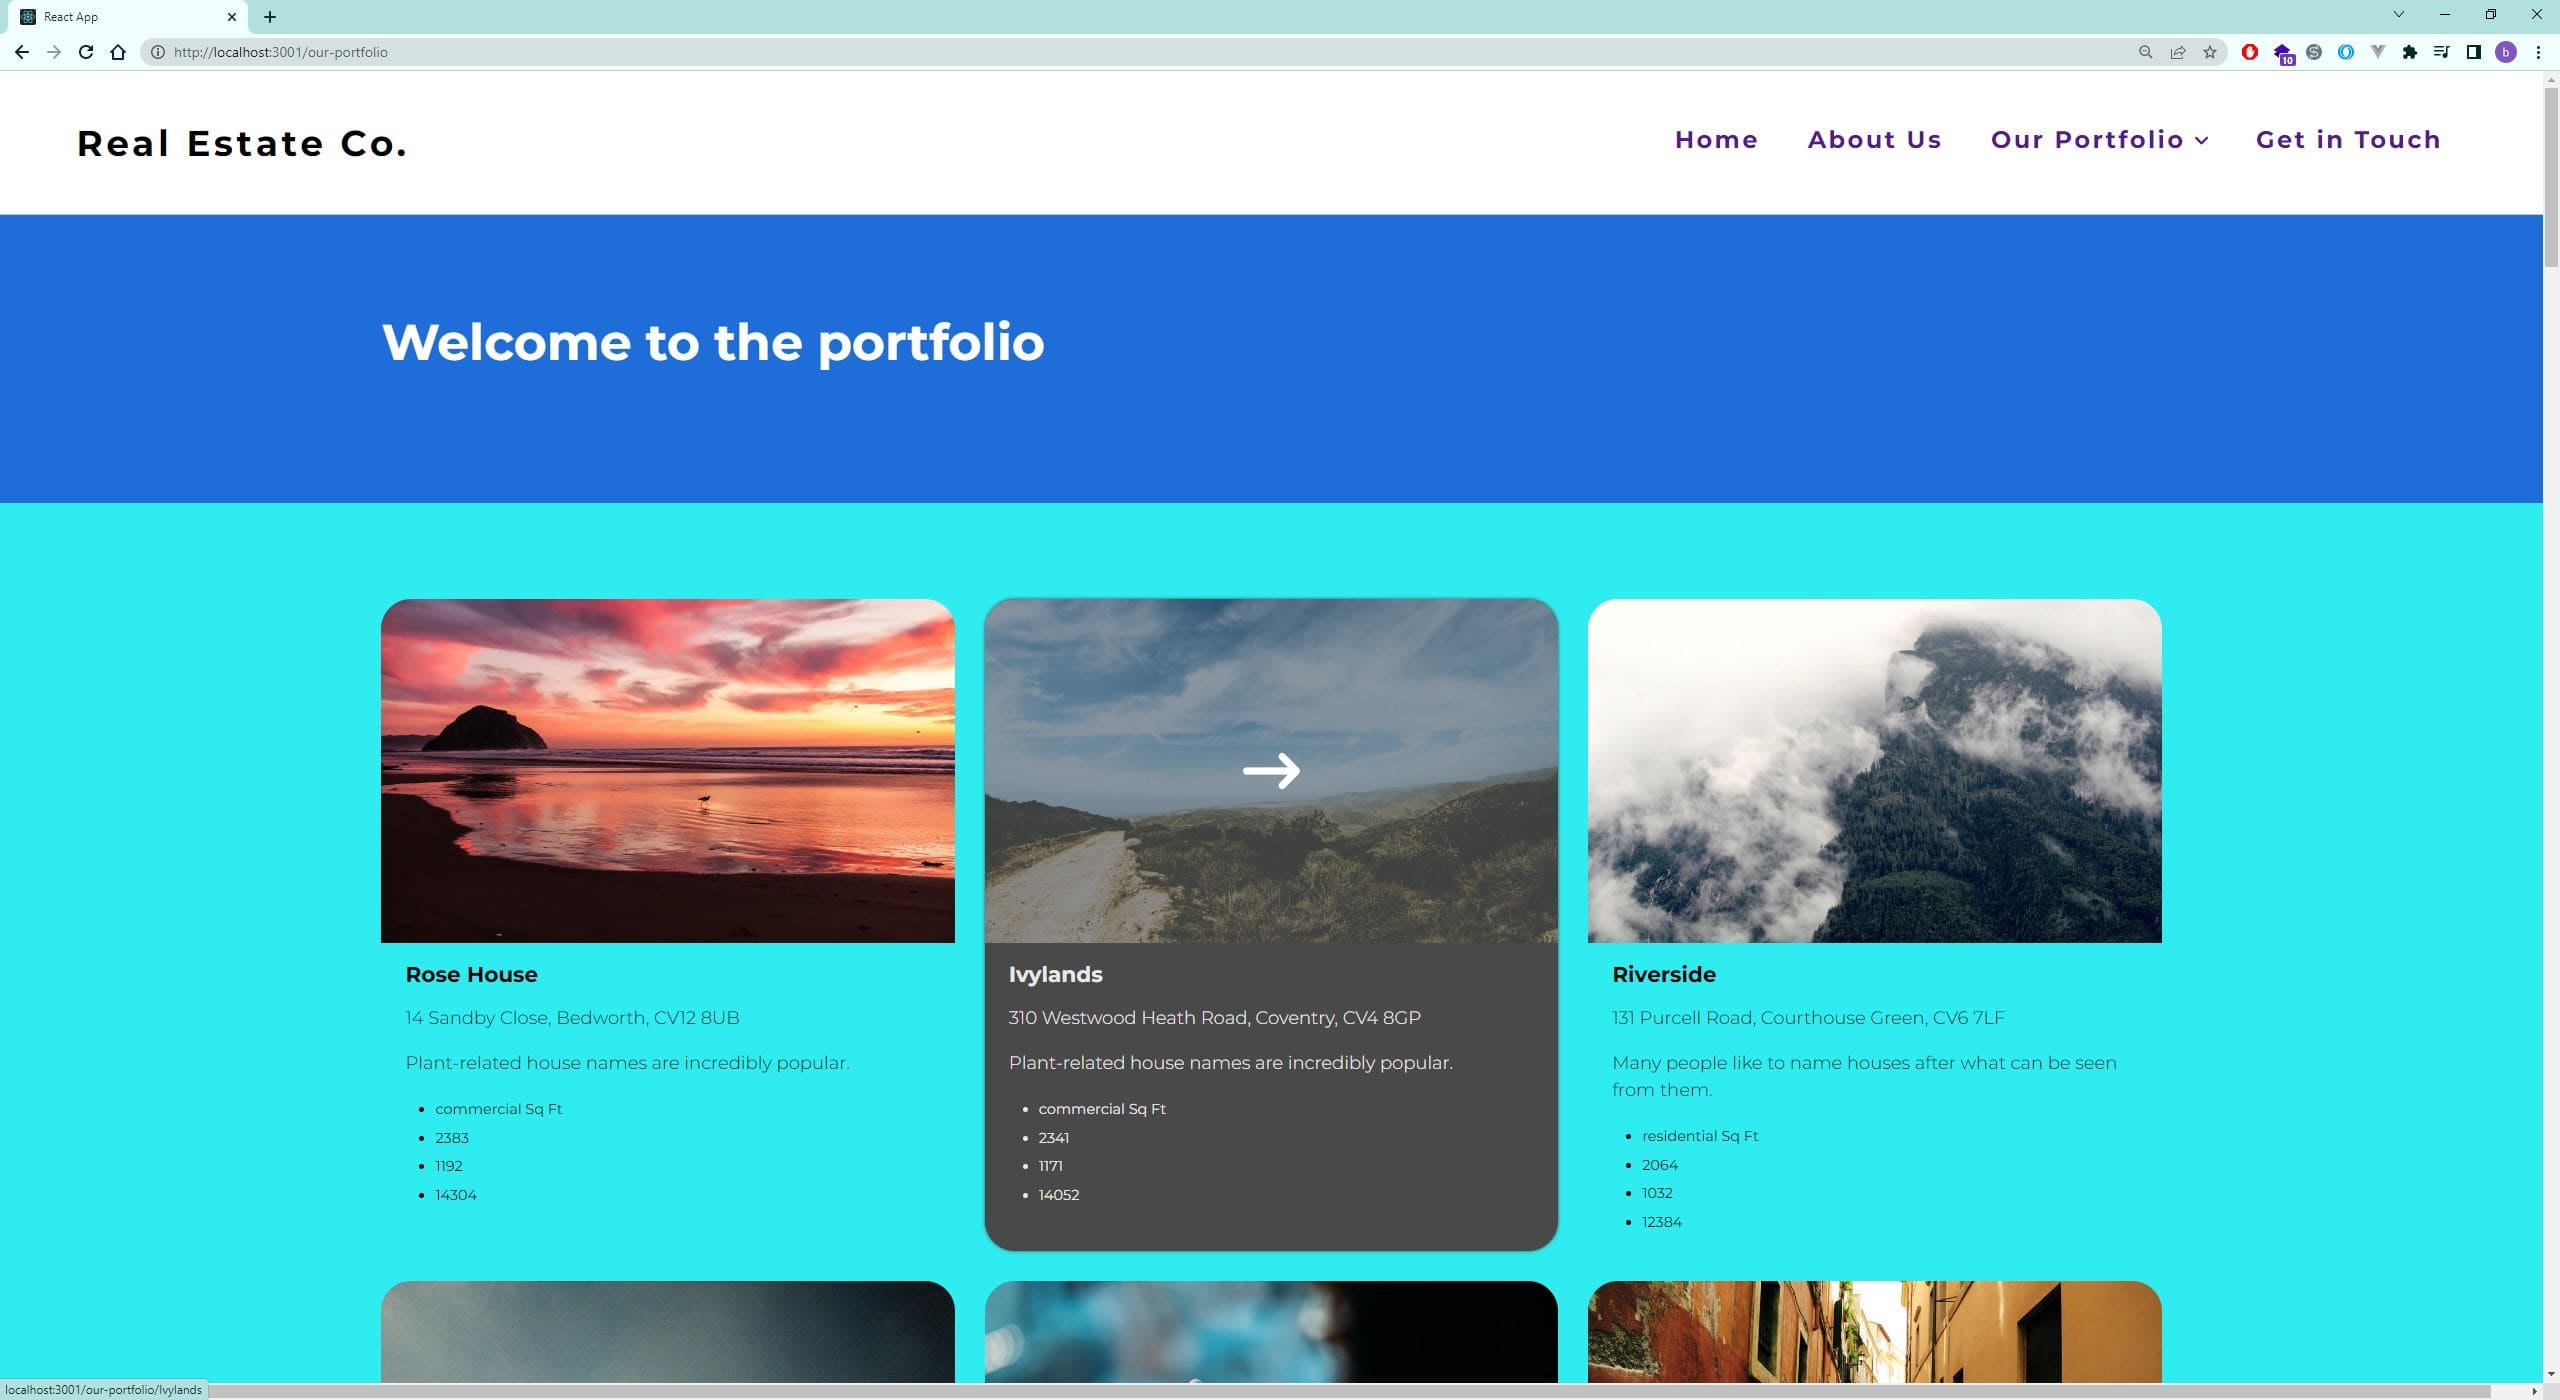 React App
http://localhost:3001/our-portfolio
10
b
Real Estate Co.
Home
About Us
Our Portfolio
Get in Touch
Welcome to the portfolio
Rose House
14 Sandby Close, Bedworth, CV12 8UB
Plant-related house names are incredibly popular.
commercial Sq Ft
2383
1192
14304
Ivylands
310 Westwood Heath Road, Coventry, CV4 8GP
Plant-related house names are incredibly popular.
commercial Sq Ft
2341
1171
14052
Riverside
131 Purcell Road, Courthouse Green, CV6 7LF
Many people like to name houses after what can be seen
from them.
residential Sq Ft
2064
1032
12384
localhost:3001/our-portfolio/Ivylands